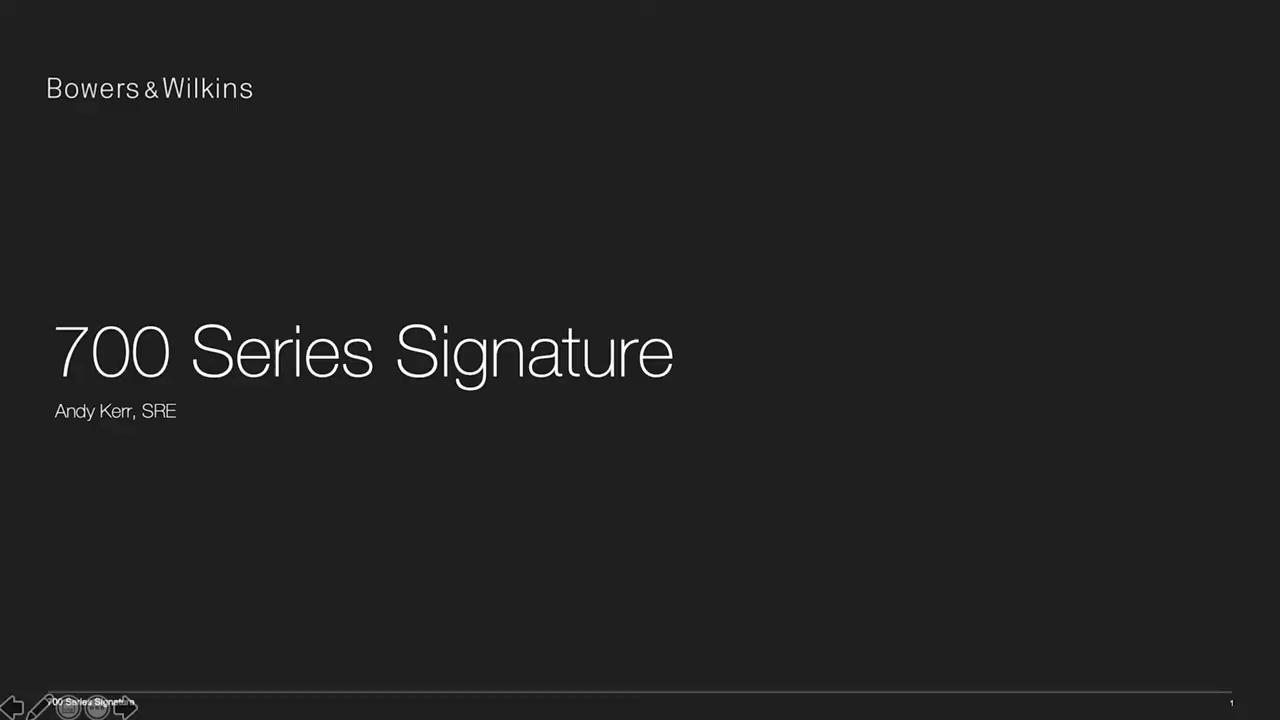 Bowers & Wilkins
700 Series Signature
Andy Kerr, SRE
700 Series Signature
1